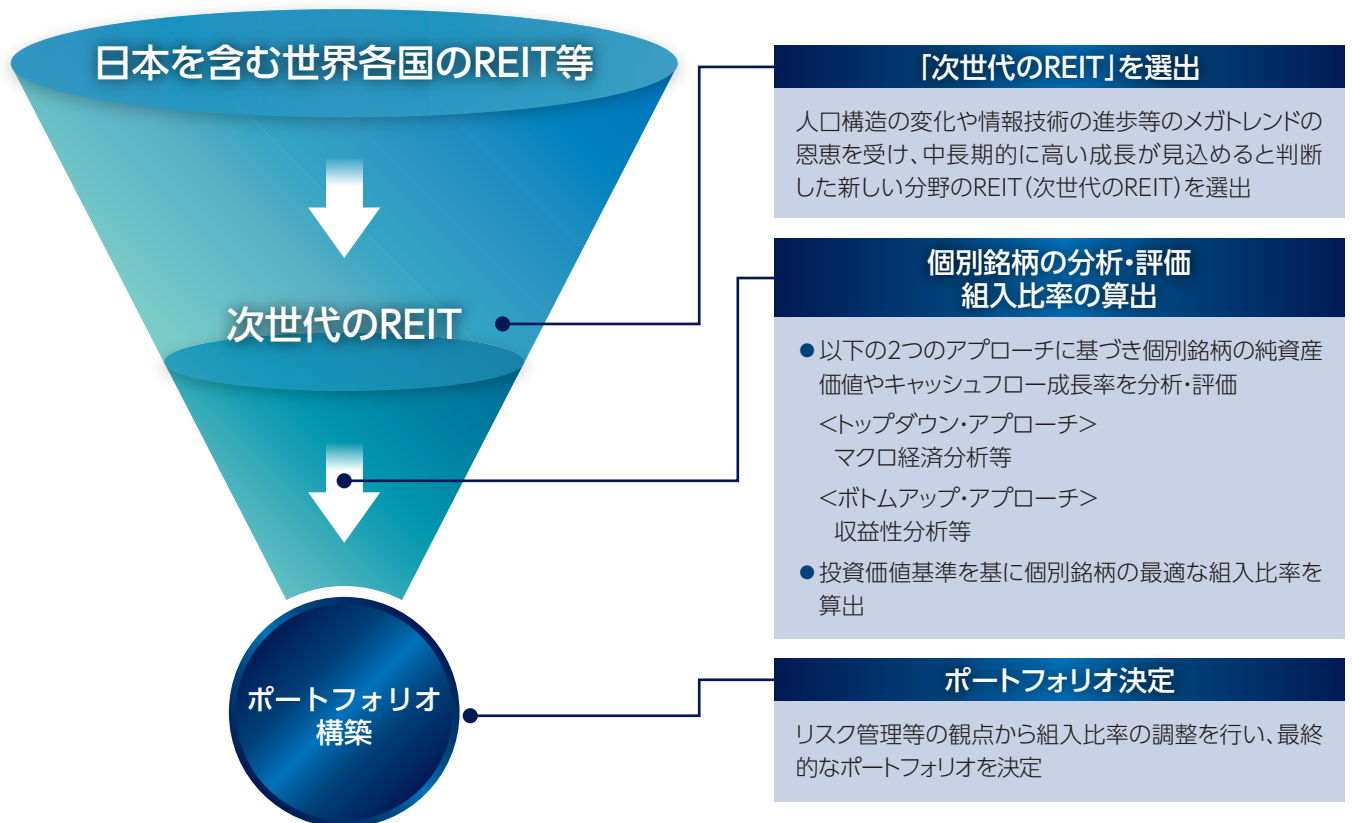 日本を含む世界各国のREIT等
次世代のREIT
ポートフォリオ
構築
「次世代のREIT」を選出
人口構造の変化や情報技術の進歩等のメガトレンドの
恩恵を受け、中長期的に高い成長が見込めると判断
した新しい分野のREIT(次世代のREIT)を選出
個別銘柄の分析・評価
組入比率の算出
●以下の2つのアプローチに基づき個別銘柄の純資産
価値やキャッシュフロー成長率を分析・評価
<トップダウン・アプローチ>
マクロ経済分析等
<ボトムアップ・アプローチ>
収益性分析等
●投資価値基準を基に個別銘柄の最適な組入比率を
算出
ポートフォリオ決定
リスク管理等の観点から組入比率の調整を行い、最終
的なポートフォリオを決定